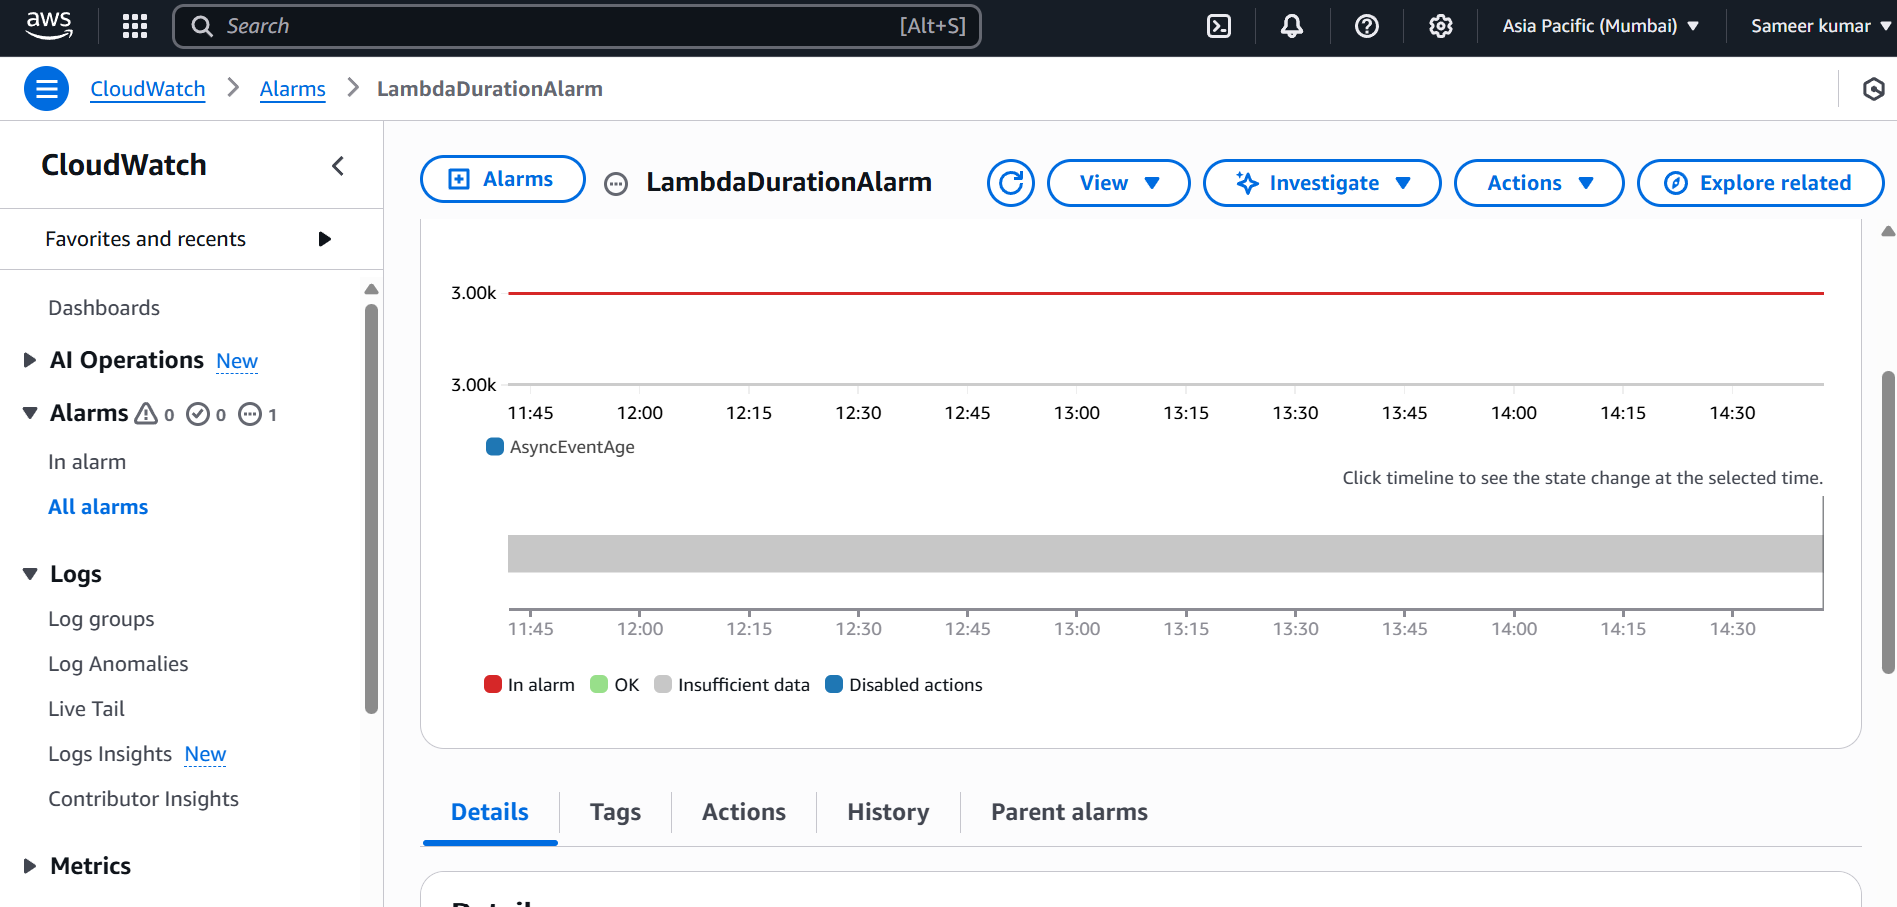 aws
Search [Alt+S]
Asia Pacific (Mumbai)
Sameer kumar
CloudWatch
Alarms
LambdaDurationAlarm
CloudWatch
Favorites and recents
Dashboards
AI Operations New
Alarms 0 0 1
In alarm
All alarms
Logs
Log groups
Log Anomalies
Live Tail
Logs Insights New
Contributor Insights
Metrics
Alarms
LambdaDurationAlarm
View
Investigate
Actions
Explore related
3.00k
3.00k
11:45 12:00 12:15 12:30 12:45 13:00 13:15 13:30 13:45 14:00 14:15 14:30
AsyncEventAge
Click timeline to see the state change at the selected time.
11:45 12:00 12:15 12:30 12:45 13:00 13:15 13:30 13:45 14:00 14:15 14:30
In alarm OK Insufficient data Disabled actions
Details Tags Actions History Parent alarms